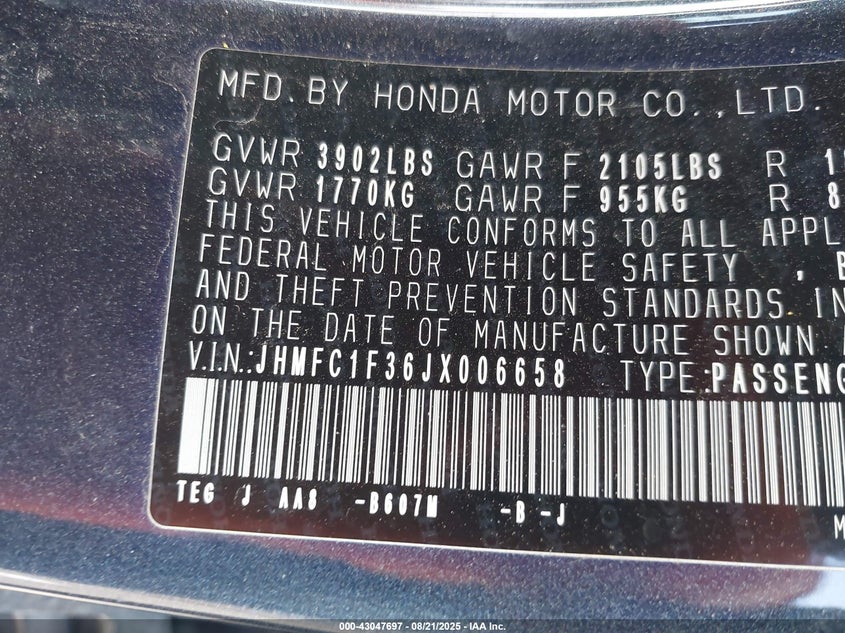 MFD.BY HONDA MOTOR CO.,LTD.
GVWR 3902LBS GAWR F 2105LBS R
GVWR 1770KG GAWR F 955KG R
THIS VEHICLE CONFORMS TO ALL APPL
FEDERAL MOTOR VEHICLE SAFETY , B
AND THEFT PREVENTION STANDARDS IN
ON THE DATE OF MANUFACTURE SHOWN
V.I.N.:JHMFC1F36JX006658 TYPE:PASSENG
TEG J AA8 -B607M -B -J
000-43047697 - 08/21/2025 - IAA Inc.